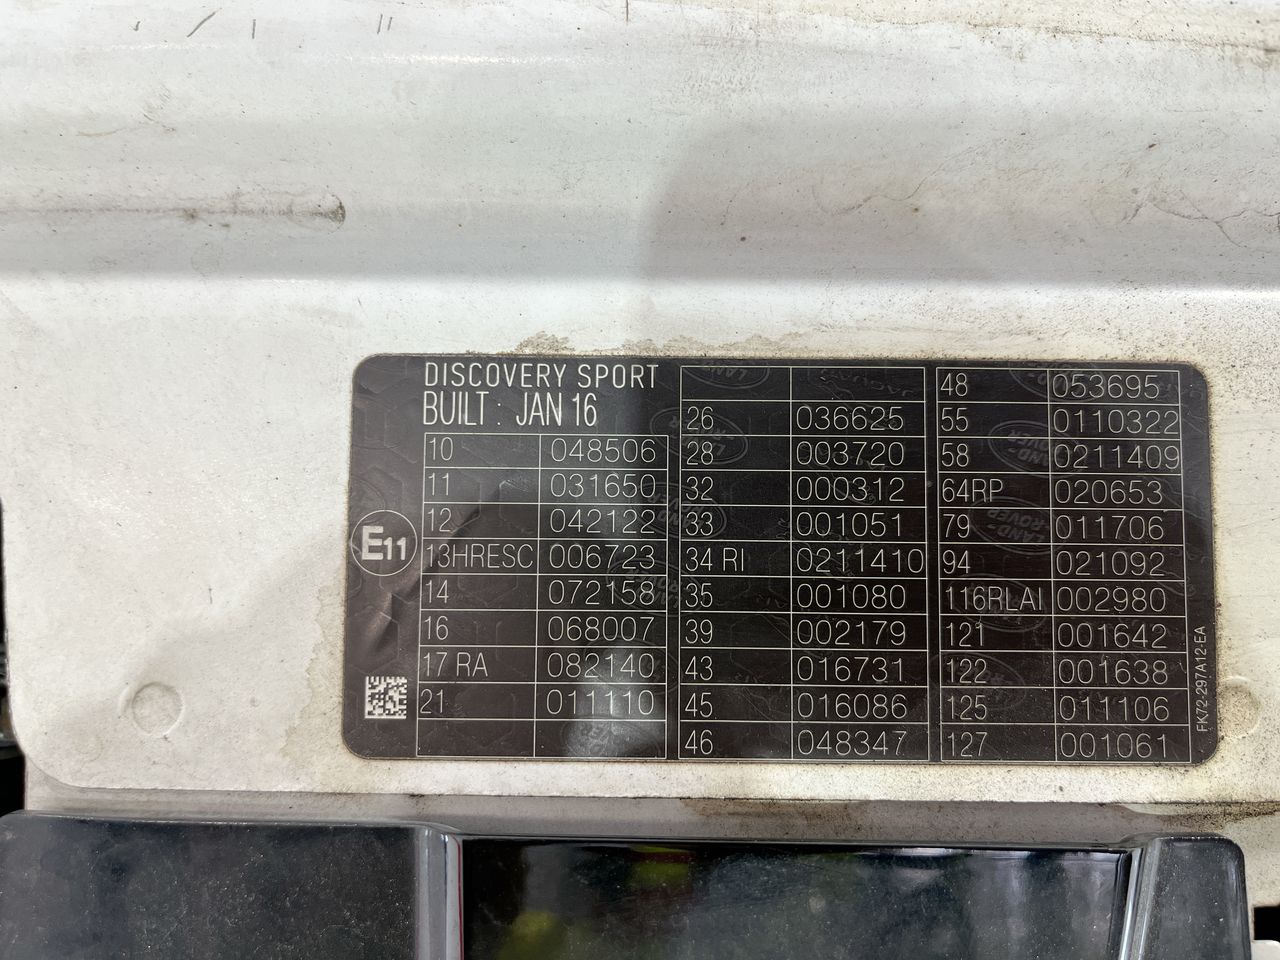 DISCOVERY SPORT
BUILT : JAN 16
10 048506
11 031650
12 042122
13HRESC 006723
14 072158
16 068007
17 RA 082140
21 011110
26 036625
28 003720
32 000312
33 001051
34 RI 0211410
35 001080
39 002179
43 016731
45 016086
46 048347
48 053695
55 0110322
58 0211409
64RP 020653
79 011706
94 021092
116RLAI 002980
121 001642
122 001638
125 011106
127 001061
E11
FK72-297A12-EA
LAND-
ROVER